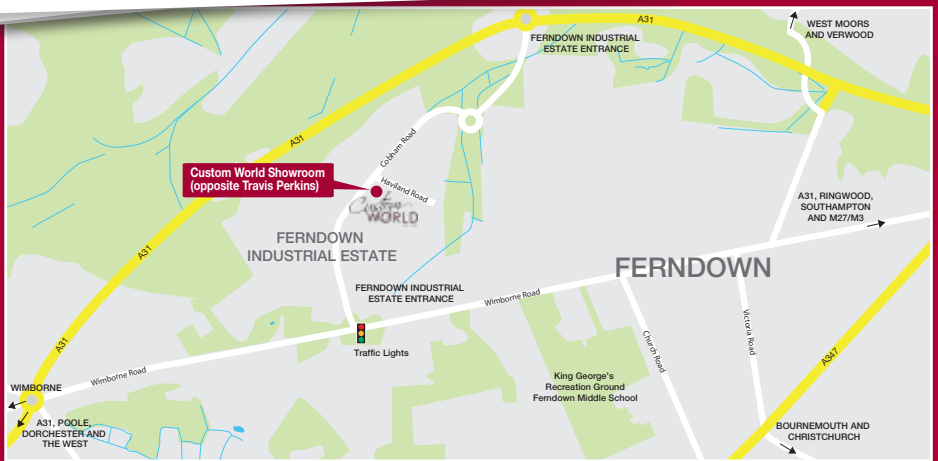 A31
WEST MOORS
AND VERWOOD
FERNDOWN INDUSTRIAL
ESTATE ENTRANCE
A31
Cobham Road
Custom World Showroom
(opposite Travis Perkins)
Haviland Road
Custom
WORLD
A31, RINGWOOD,
SOUTHAMPTON
AND M27/M3
FERNDOWN
INDUSTRIAL ESTATE
A31
FERNDOWN
FERNDOWN INDUSTRIAL
ESTATE ENTRANCE
Wimborne Road
Victoria Road
A31
Traffic Lights
Church Road
A347
Wimborne Road
King George's
Recreation Ground
Ferndown Middle School
WIMBORNE
A31, POOLE,
DORCHESTER AND
THE WEST
BOURNEMOUTH AND
CHRISTCHURCH